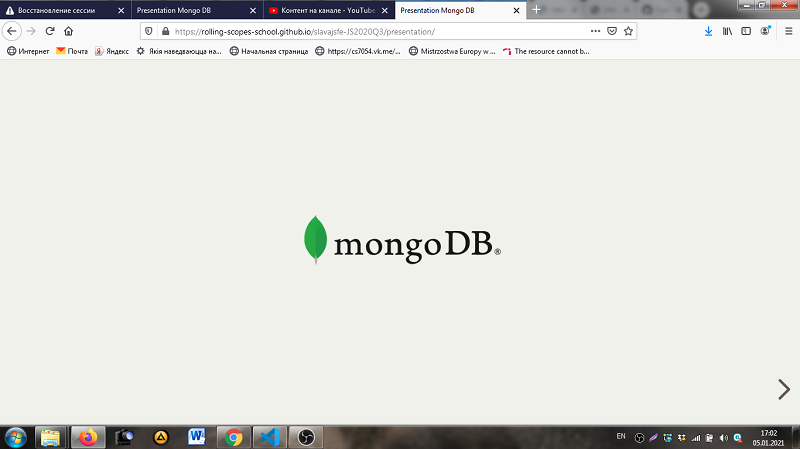 Восстановление сессии
Presentation Mongo DB
Контент на канале - YouTube
Presentation Mongo DB
https://rolling-scopes-school.github.io/slavajsfe-JS2020Q3/presentation/
Интернет
Почта
Яндекс
Якія наведваюцца на...
Начальная страница
https://cs7054.vk.me/...
Mistrzostwa Europy w ...
The resource cannot b...
mongoDB®
EN
17:02
05.01.2021